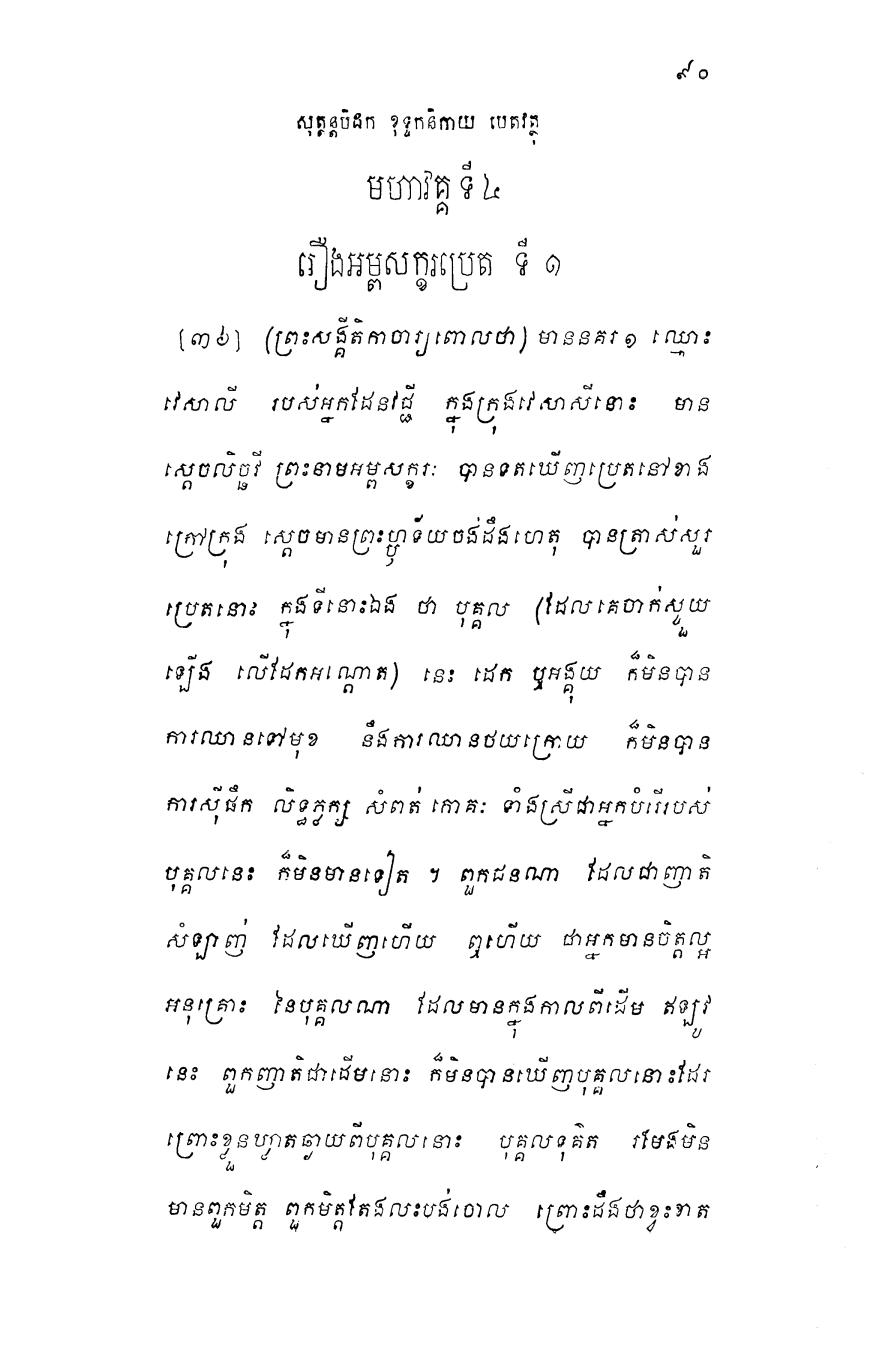 ៩០
សុត្តន្តបិដក ខុទ្ទកនិកាយ បេតវត្ថុ
មហាវគ្គ ទី ៤
រឿងអម្ពសក្ខរប្រេត ទី ១
[៣៦] (ព្រះសង្គីតិកាចារ្យពោលថា) មាននគរ១ ឈ្មោះ
វេសាលី របស់អ្នកដែនវជ្ជី ក្នុងក្រុងវេសាលីនោះ មាន
ស្តេចលិច្ឆវី ព្រះនាមអម្ពសក្ខរៈ បានទតឃើញប្រេតនៅខាង
ក្រៅក្រុង ស្តេចមានព្រះហ្ឫទ័យចង់ដឹងហេតុ បានត្រាស់សួរ
ប្រេតនោះ ក្នុងទីនោះឯង ថា បុគ្គល (ដែលគេចាក់ស្ទួយ
ឡើង លើដែកអណ្តោត) នេះ ដេក ឬអង្គុយ ក៏មិនបាន
ការឈានទៅមុខ នឹងការឈានថយក្រោយ ក៏មិនបាន
ការស៊ីផឹក លិទ្ធភ្ងក្ស សំពត់ កោគៈ ទាំងស្រីជាអ្នកបំរើរបស់
បុគ្គលនេះ ក៏មិនមានទៀត ។ ពួកជនណា ដែលជាញាតិ
សំឡាញ់ ដែលឃើញហើយ ឮហើយ ជាអ្នកមានចិត្តល្អ
អនុគ្រោះ នៃបុគ្គលណា ដែលមានក្នុងកាលពីដើម ឥឡូវ
នេះ ពួកញាតិជាដើមនោះ ក៏មិនបានឃើញបុគ្គលនោះដែរ
ព្រោះខ្លួនឃ្លាតឆ្ងាយពីបុគ្គលនោះ បុគ្គលទុគ៌ត រមែងមិន
មានពួកមិត្ត ពួកមិត្តតែងលះបង់ចោល ព្រោះដឹងថាខ្វះខាត